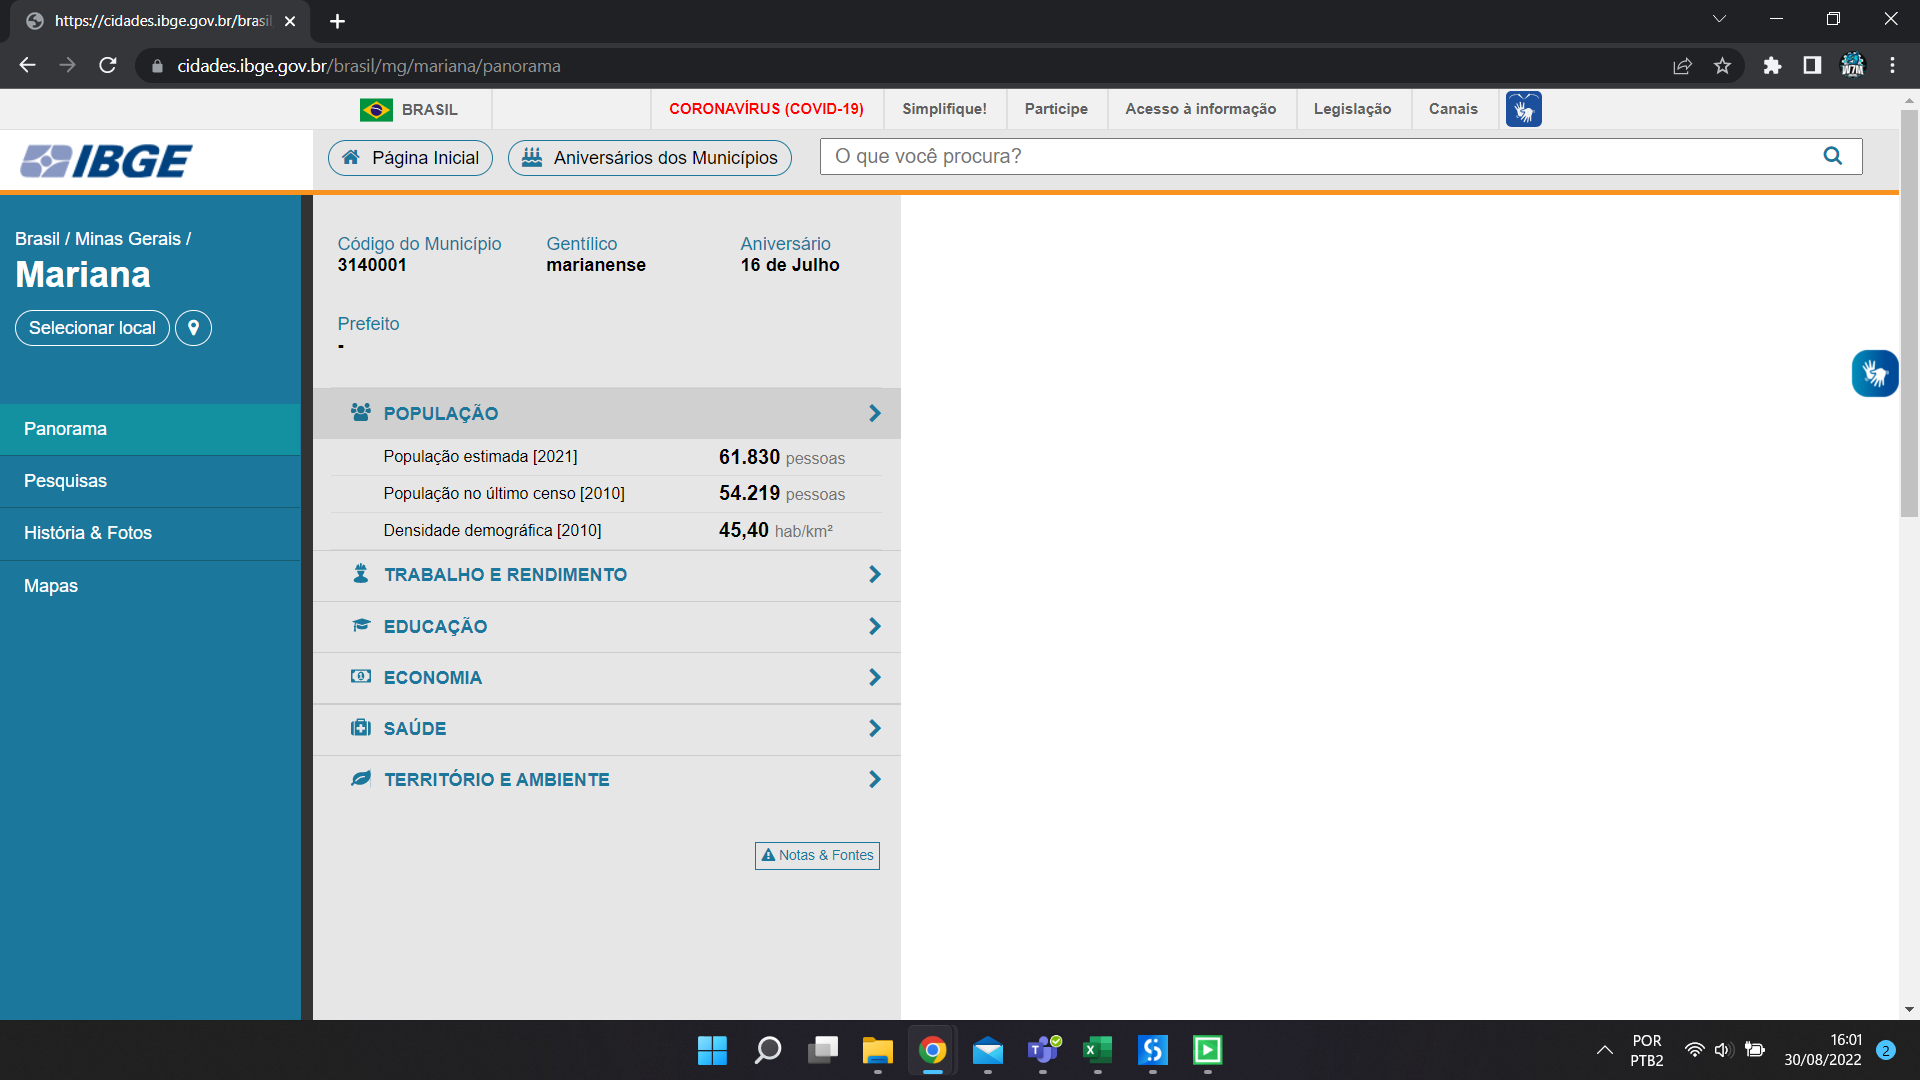 https://cidades.ibge.gov.br/brasil
cidades.ibge.gov.br/brasil/mg/mariana/panorama
BRASIL
CORONAVÍRUS (COVID-19)
Simplifique!
Participe
Acesso à informação
Legislação
Canais
IBGE
Página Inicial
Aniversários dos Municípios
O que você procura?
Brasil / Minas Gerais /
Mariana
Selecionar local
Panorama
Pesquisas
História & Fotos
Mapas
Código do Município
3140001
Gentílico
marianense
Aniversário
16 de Julho
Prefeito
-
POPULAÇÃO
População estimada [2021] 61.830 pessoas
População no último censo [2010] 54.219 pessoas
Densidade demográfica [2010] 45,40 hab/km²
TRABALHO E RENDIMENTO
EDUCAÇÃO
ECONOMIA
SAÚDE
TERRITÓRIO E AMBIENTE
Notas & Fontes
POR
PTB2
16:01
30/08/2022
2